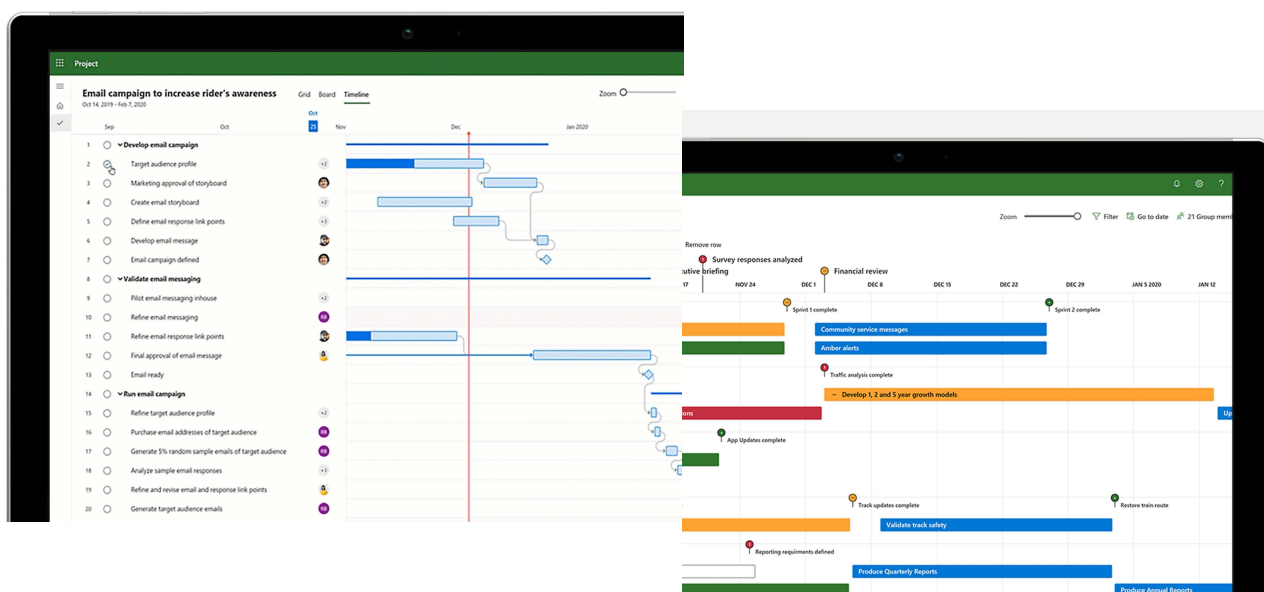 Project
Email campaign to increase rider's awareness
Grid Board Timeline
Zoom
Oct 14, 2019 - Feb 7, 2020
Oct
Sep Oct 25 Nov Dec Jan 2020
1 Develop email campaign
2 Target audience profile +2
3 Marketing approval of storyboard
4 Create email storyboard +2
5 Define email response link points +3
6 Develop email message
7 Email campaign defined
8 Validate email messaging
9 Pilot email messaging inhouse +2
10 Refine email messaging RB
11 Refine email response link points
12 Final approval of email message
13 Email ready
14 Run email campaign
15 Refine target audience profile +2
16 Purchase email addresses of target audience RB
17 Generate 5% random sample emails of target audience RB
18 Analyze sample email responses +3
19 Refine and revise email and response link points
20 Generate target audience emails RB
?
Zoom Filter Go to date 21 Group mem
Remove row
Survey responses analyzed
cutive briefing Financial review
17 NOV 24 DEC 1 DEC 8 DEC 15 DEC 22 DEC 29 JAN 5 2020 JAN 12
Sprint 1 complete Sprint 2 complete
Community service messages
Amber alerts
Traffic analysis complete
Develop 1, 2 and 5 year growth models
ions Up
App Updates complete
Track updates complete Restore train route
Validate track safety
Reporting requirments defined
Produce Quarterly Reports
Produce Annual Reports